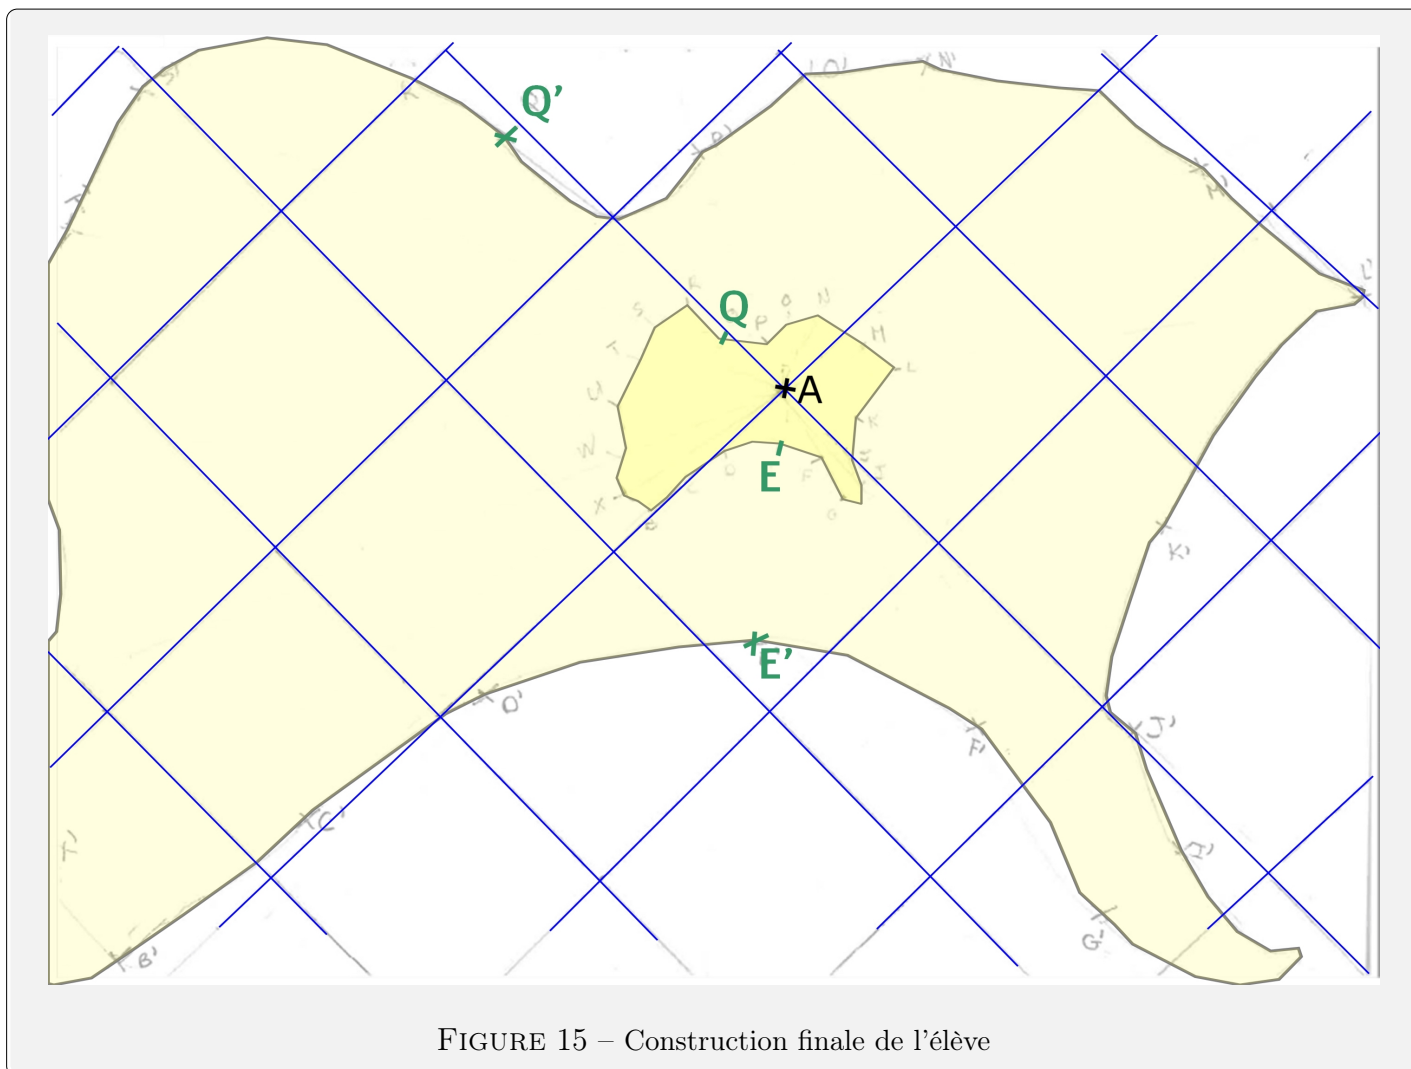 S'
Q'
O'
N'
P'
M'
L'
R
Q
P
O
N
S
M
T
L
A
U
K
W
E
D
F
J
X
C
G
B
K'
E'
D'
F'
J'
C'
T'
I'
G'
B'
FIGURE 15 – Construction finale de l'élève